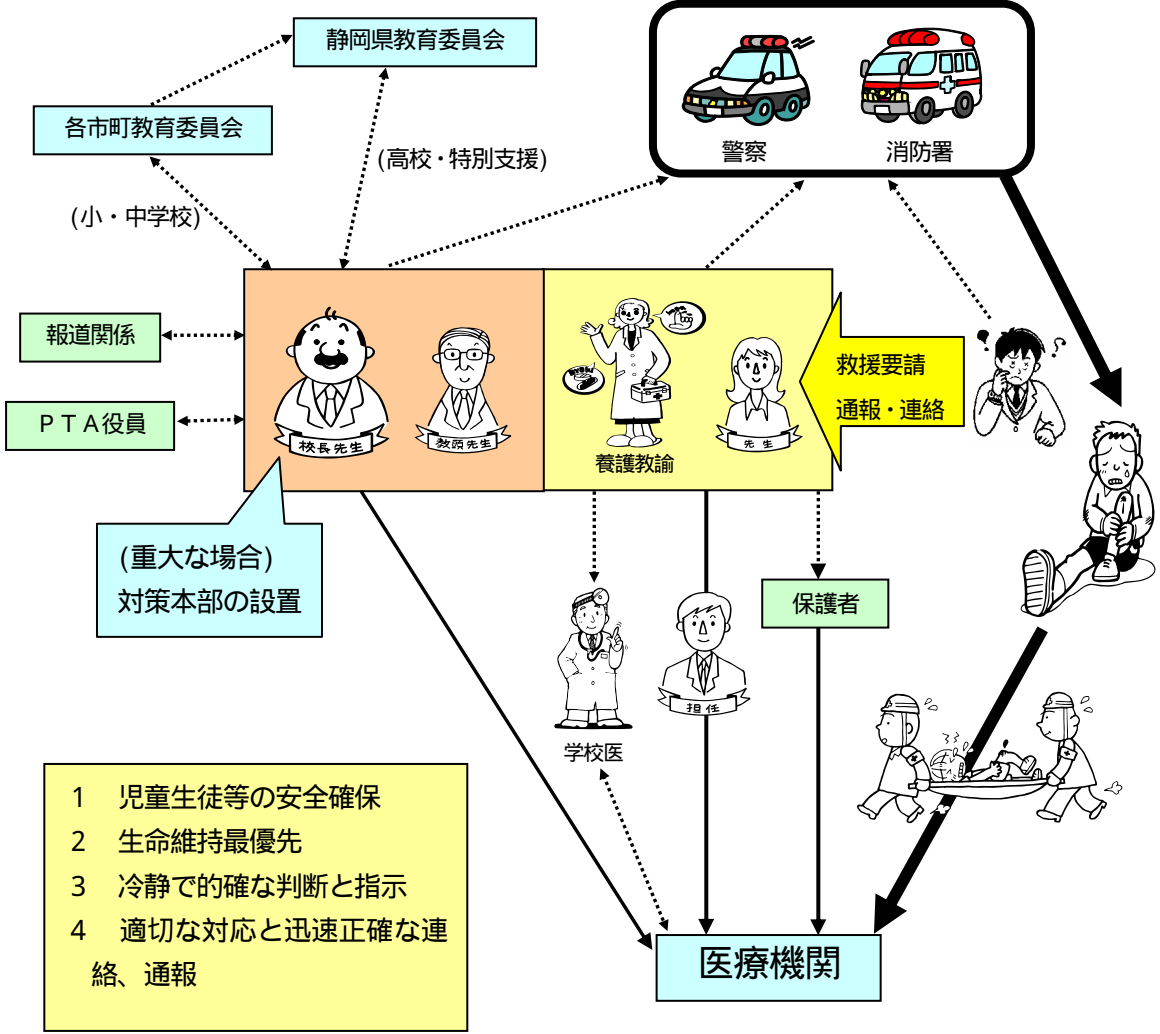 静岡県教育委員会
各市町教育委員会
(高校・特別支援)
(小・中学校)
警察
消防署
報道関係
ＰＴＡ役員
校長先生
教頭先生
養護教諭
先生
救援要請
通報・連絡
(重大な場合)
対策本部の設置
学校医
担任
保護者
1 児童生徒等の安全確保
2 生命維持最優先
3 冷静で的確な判断と指示
4 適切な対応と迅速正確な連
絡、通報
医療機関